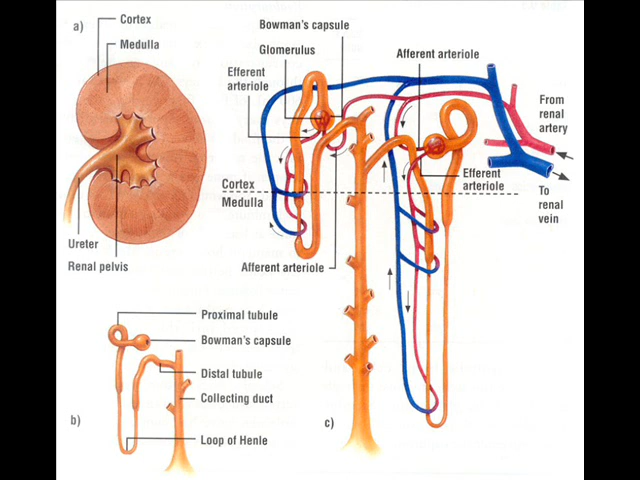 a)
Cortex
Medulla
Ureter
Renal pelvis
Bowman's capsule
Glomerulus
Efferent
arteriole
Afferent arteriole
From
renal
artery
Efferent
arteriole
To
renal
vein
Cortex
Medulla
Afferent arteriole
b)
Proximal tubule
Bowman's capsule
Distal tubule
Collecting duct
Loop of Henle
c)